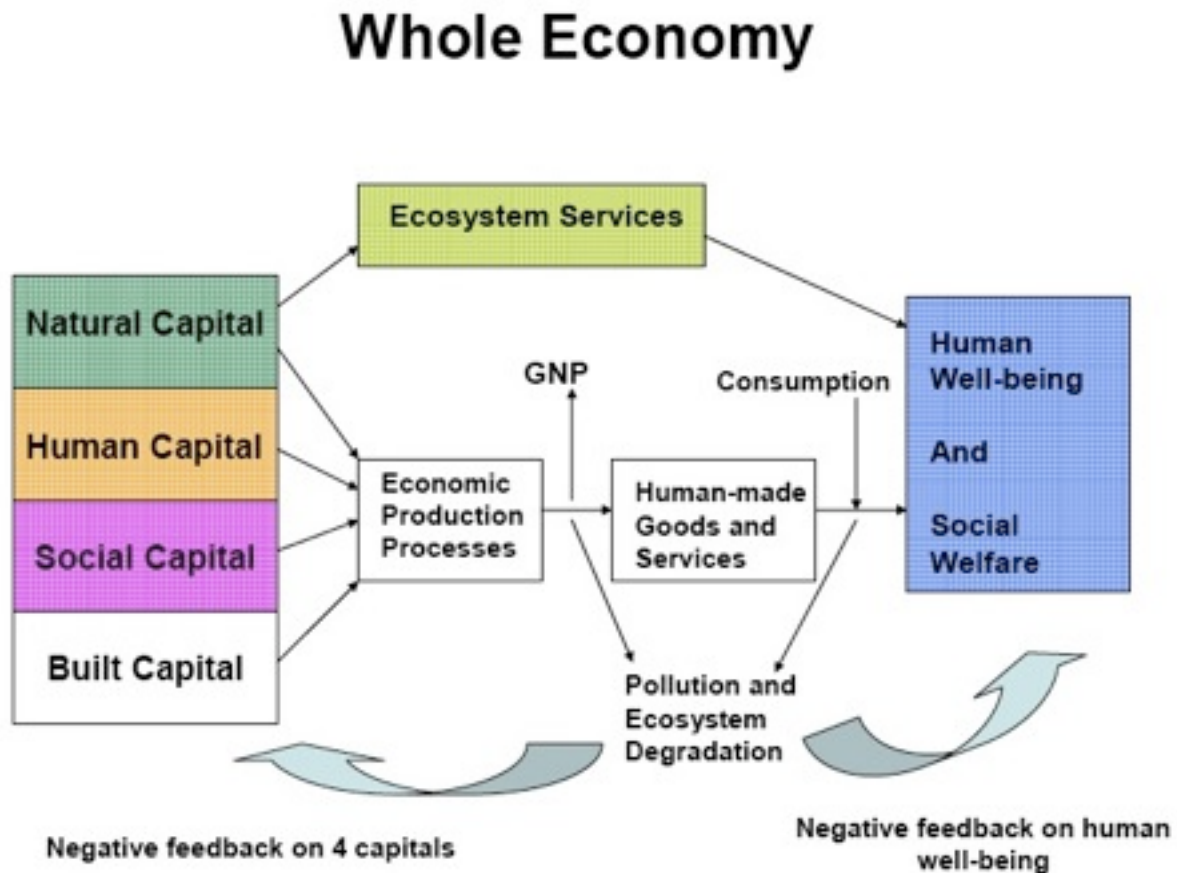 Whole Economy
Ecosystem Services
Natural Capital
Human Capital
Social Capital
Built Capital
GNP
Consumption
Economic
Production
Processes
Human-made
Goods and
Services
Human
Well-being
And
Social
Welfare
Pollution and
Ecosystem
Degradation
Negative feedback on 4 capitals
Negative feedback on human
well-being